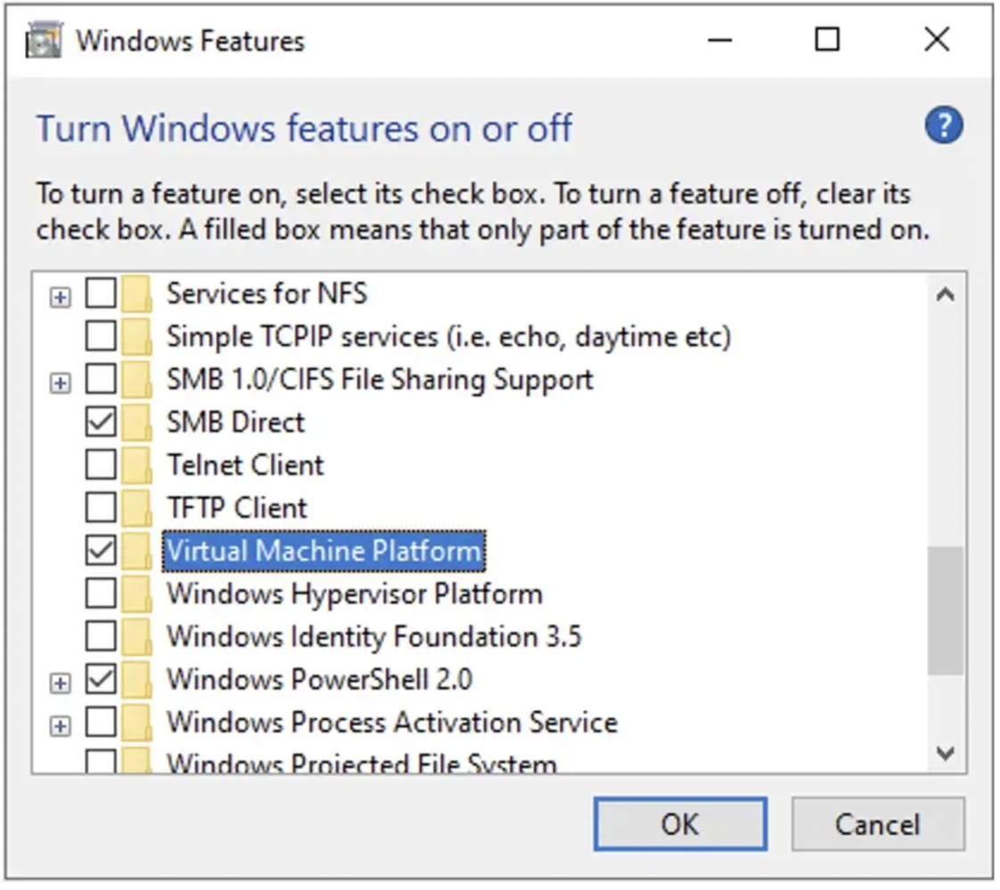 Windows Features
Turn Windows features on or off
?
To turn a feature on, select its check box. To turn a feature off, clear its
check box. A filled box means that only part of the feature is turned on.
Services for NFS
Simple TCPIP services (i.e. echo, daytime etc)
SMB 1.0/CIFS File Sharing Support
SMB Direct
Telnet Client
TFTP Client
Virtual Machine Platform
Windows Hypervisor Platform
Windows Identity Foundation 3.5
Windows PowerShell 2.0
Windows Process Activation Service
Windows Projected File System
OK
Cancel